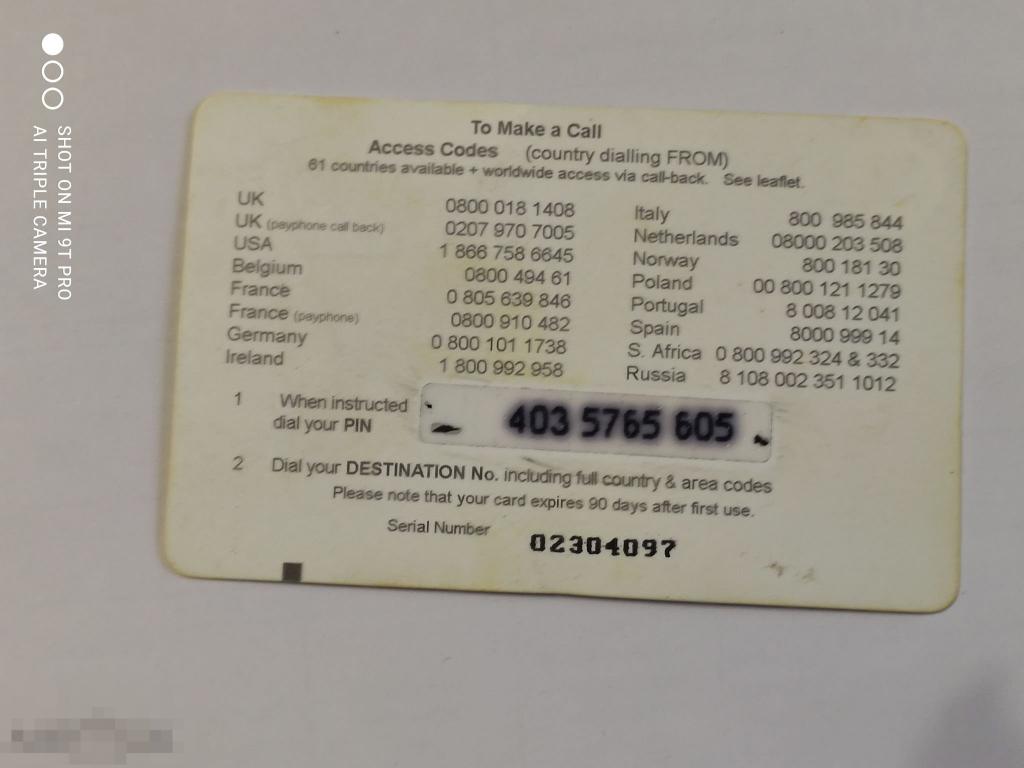 To Make a Call
Access Codes (country dialling FROM)
61 countries available + worldwide access via call-back. See leaflet.
UK 0800 018 1408
UK (payphone call back) 0207 970 7005
USA 1 866 758 6645
Belgium 0800 494 61
France 0 805 639 846
France (payphone) 0800 910 482
Germany 0 800 101 1738
Ireland 1 800 992 958
Italy 800 985 844
Netherlands 08000 203 508
Norway 800 181 30
Poland 00 800 121 1279
Portugal 8 008 12 041
Spain 8000 999 14
S. Africa 0 800 992 324 & 332
Russia 8 108 002 351 1012
1 When instructed
dial your PIN
403 5765 605
2 Dial your DESTINATION No. including full country & area codes
Please note that your card expires 90 days after first use.
Serial Number 02304097
SHOT ON MI 9T PRO
AI TRIPLE CAMERA